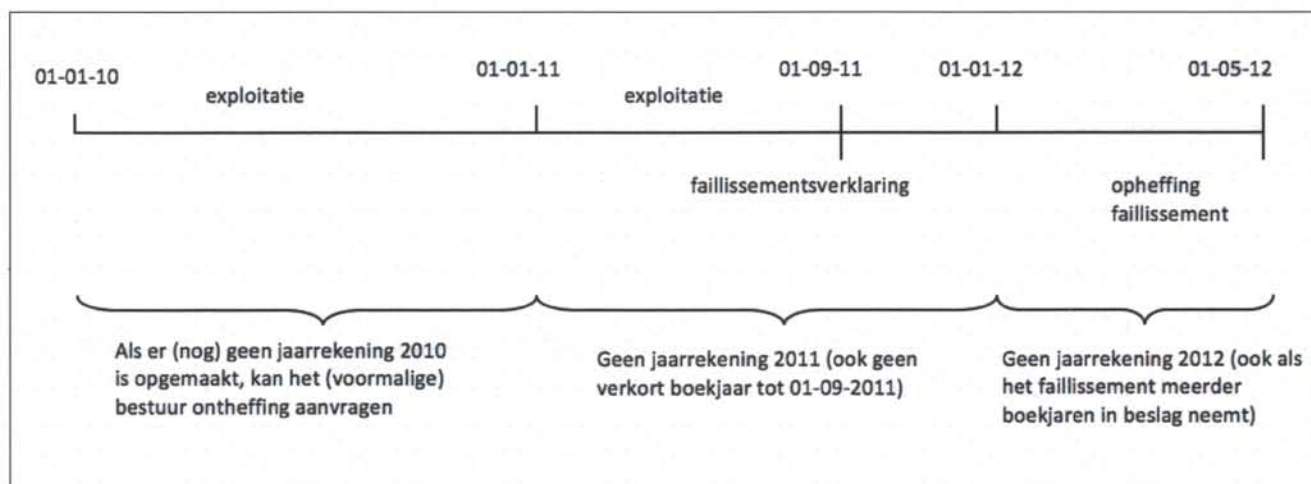 01-01-10
exploitatie
01-01-11
exploitatie
01-09-11
01-01-12
01-05-12
faillissementsverklaring
opheffing
faillissement
Als er (nog) geen jaarrekening 2010
is opgemaakt, kan het (voormalige)
bestuur ontheffing aanvragen
Geen jaarrekening 2011 (ook geen
verkort boekjaar tot 01-09-2011)
Geen jaarrekening 2012 (ook als
het faillissement meerder
boekjaren in beslag neemt)